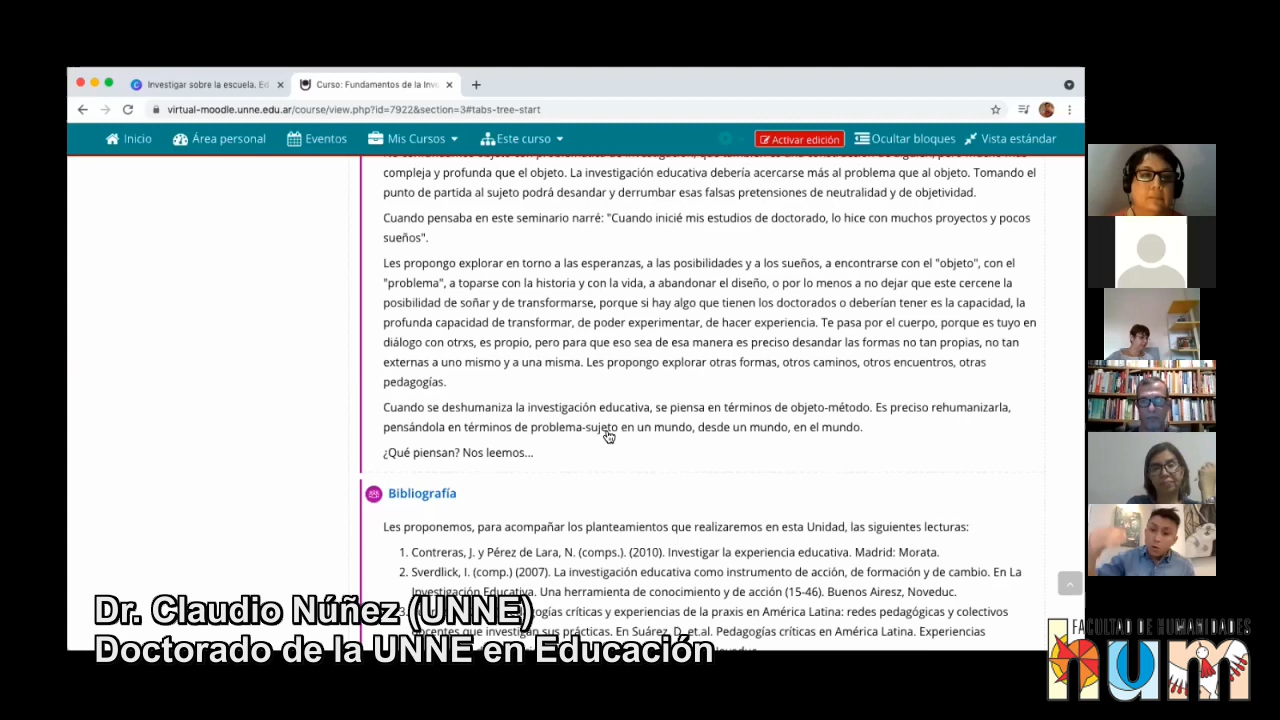 Investigar sobre la escuela. Ed
Curso: Fundamentos de la Inve
virtual-moodle.unne.edu.ar/course/view.php?id=7922&section=3#tabs-tree-start
Inicio Área personal Eventos Mis Cursos Este curso Activar edición Ocultar bloques Vista estándar
compleja y profunda que el objeto. La investigación educativa debería acercarse más al problema que al objeto. Tomando el
punto de partida al sujeto podrá desandar y derrumbar esas falsas pretensiones de neutralidad y de objetividad.
Cuando pensaba en este seminario narré: "Cuando inicié mis estudios de doctorado, lo hice con muchos proyectos y pocos
sueños".
Les propongo explorar en torno a las esperanzas, a las posibilidades y a los sueños, a encontrarse con el "objeto", con el
"problema", a toparse con la historia y con la vida, a abandonar el diseño, o por lo menos a no dejar que este cercene la
posibilidad de soñar y de transformarse, porque si hay algo que tienen los doctorados o deberían tener es la capacidad, la
profunda capacidad de transformar, de poder experimentar, de hacer experiencia. Te pasa por el cuerpo, porque es tuyo en
diálogo con otrxs, es propio, pero para que eso sea de esa manera es preciso desandar las formas no tan propias, no tan
externas a uno mismo y a una misma. Les propongo explorar otras formas, otros caminos, otros encuentros, otras
pedagogías.
Cuando se deshumaniza la investigación educativa, se piensa en términos de objeto-método. Es preciso rehumanizarla,
pensándola en términos de problema-sujeto en un mundo, desde un mundo, en el mundo.
¿Qué piensan? Nos leemos...
Bibliografía
Les proponemos, para acompañar los planteamientos que realizaremos en esta Unidad, las siguientes lecturas:
1. Contreras, J. y Pérez de Lara, N. (comps.). (2010). Investigar la experiencia educativa. Madrid: Morata.
2. Sverdlick, I. (comp.) (2007). La investigación educativa como instrumento de acción, de formación y de cambio. En La
Investigación Educativa. Una herramienta de conocimiento y de acción (15-46). Buenos Airesz, Noveduc.
críticas y experiencias de la praxis en América Latina: redes pedagógicas y colectivos
docentes que investigan sus prácticas. En Suárez, D. et.al. Pedagogías críticas en América Latina. Experiencias
Dr. Claudio Núñez (UNNE)
Doctorado de la UNNE en Educación
FACULTAD DE HUMANIDADES
hum